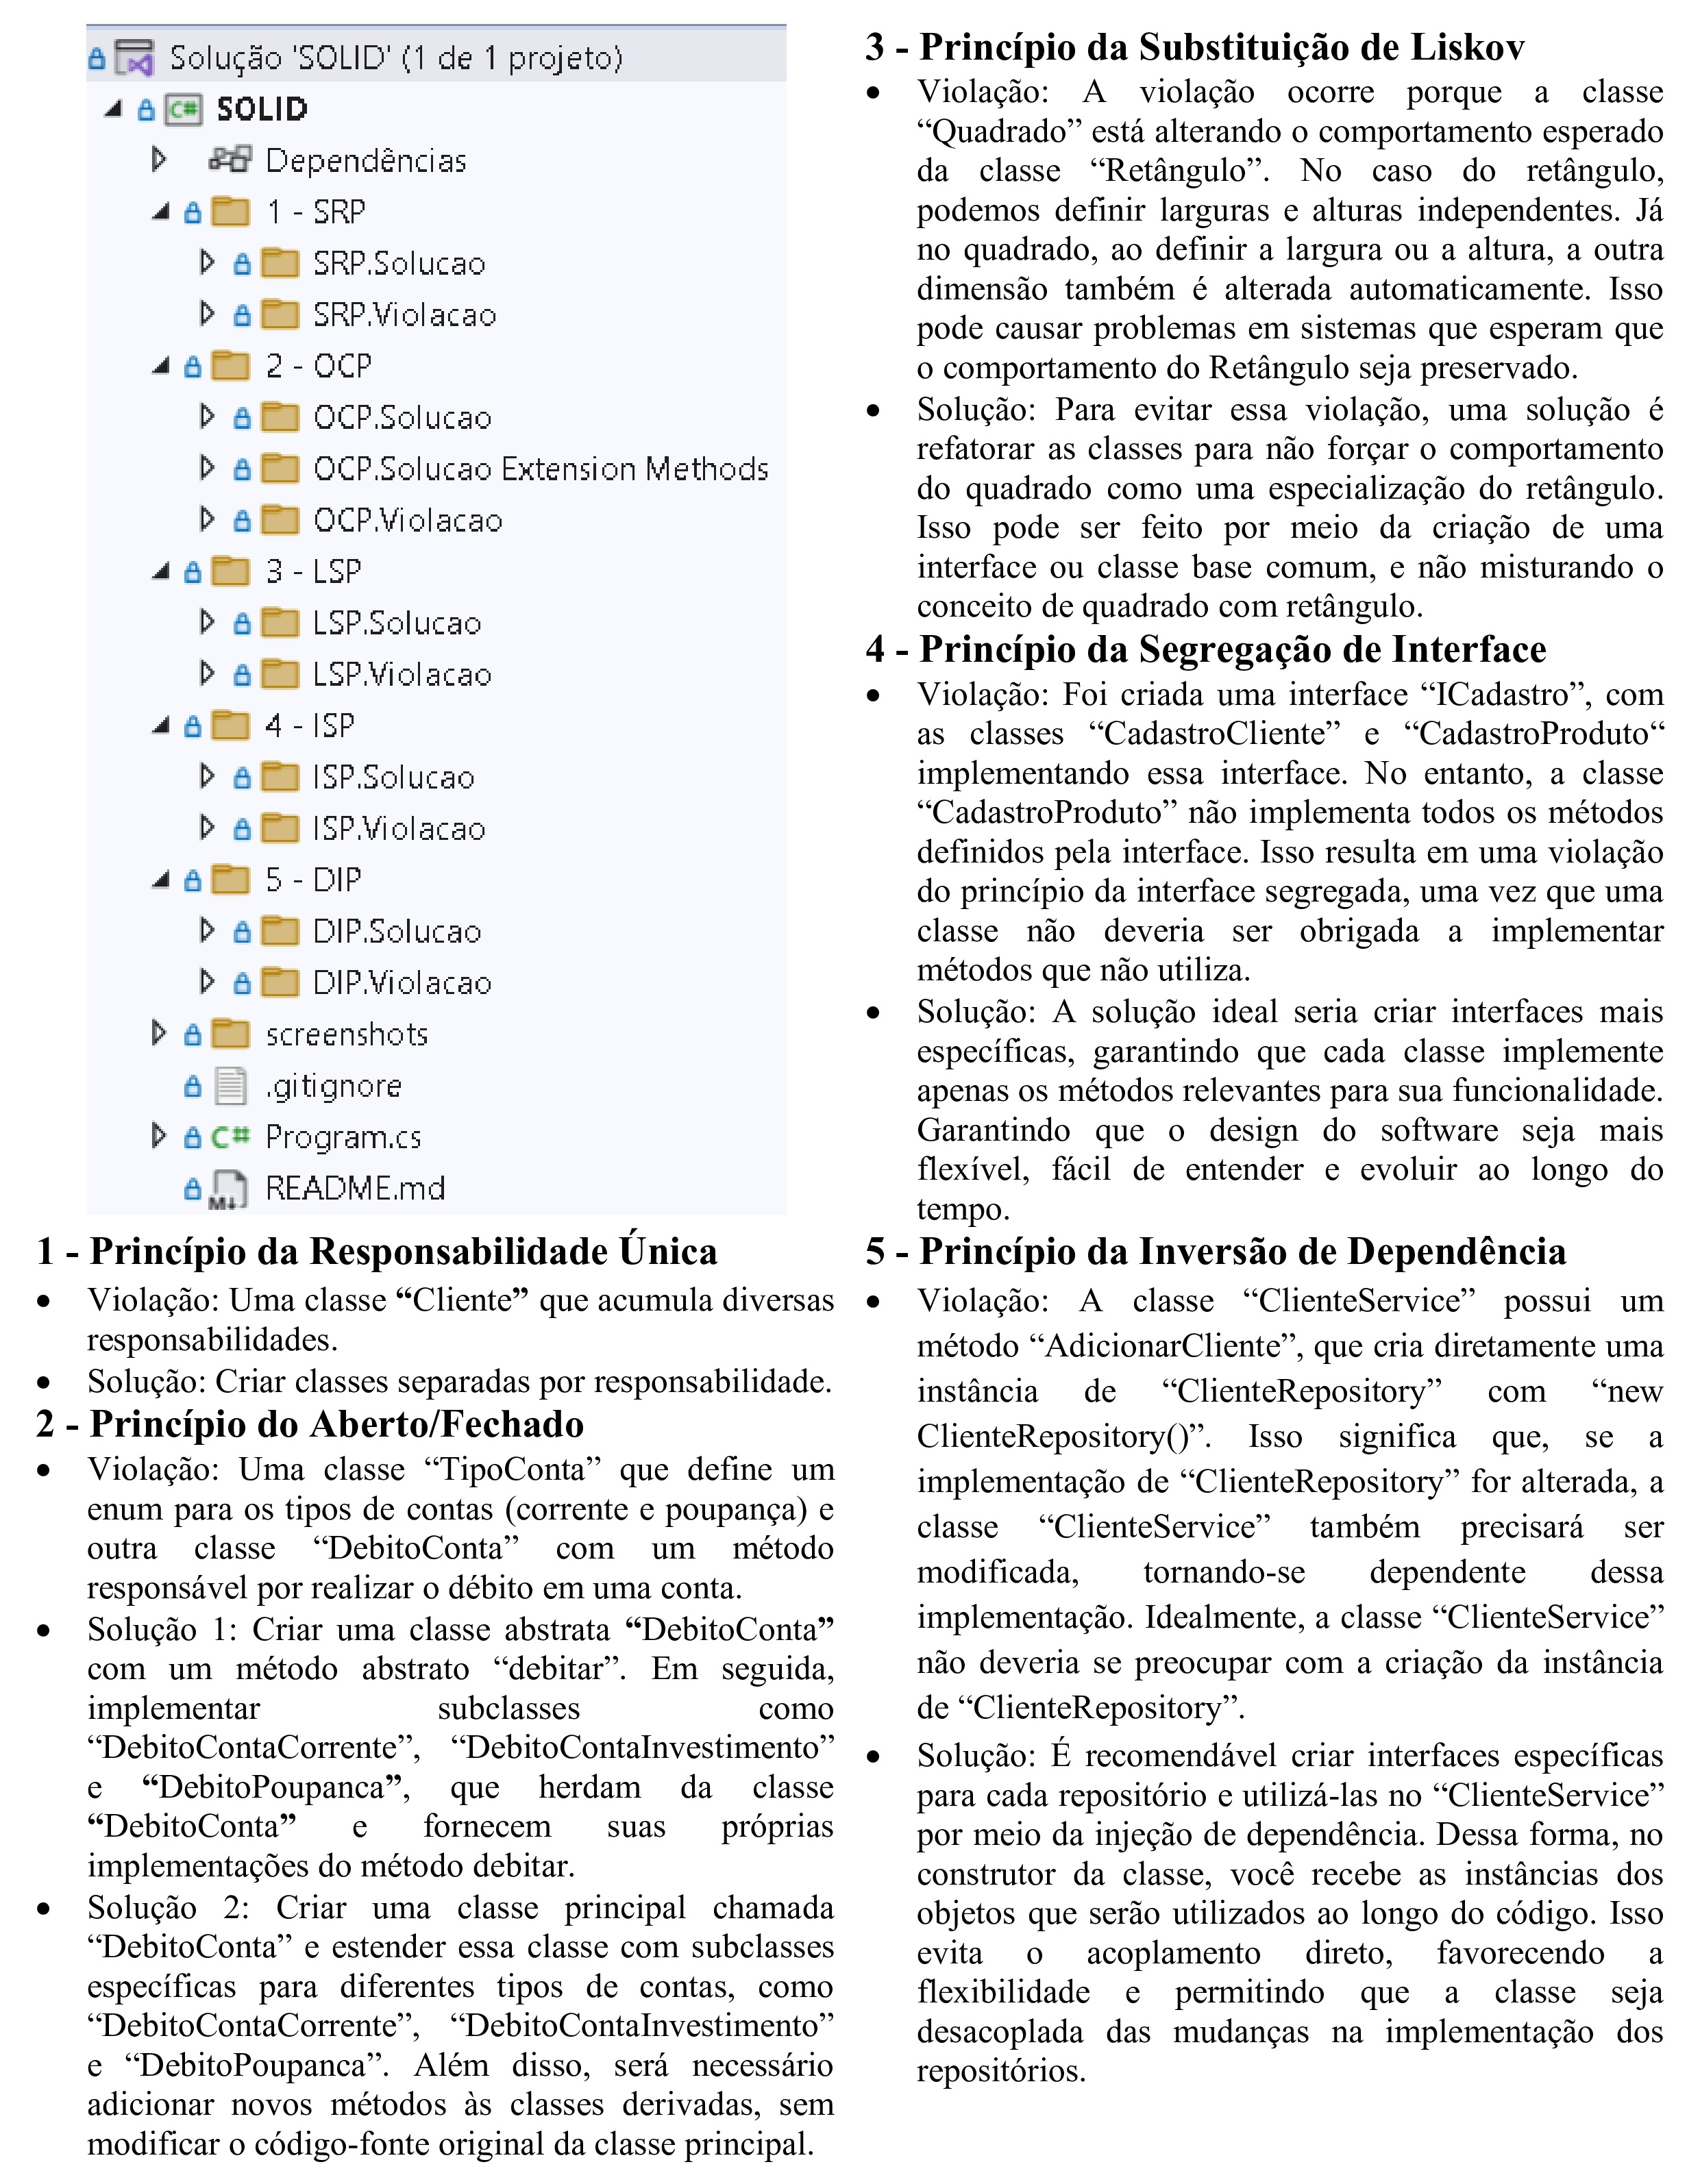 Solução 'SOLID' (1 de 1 projeto)
C# SOLID
Dependências
1 - SRP
SRP.Solucao
SRP.Violacao
2 - OCP
OCP.Solucao
OCP.Solucao Extension Methods
OCP.Violacao
3 - LSP
LSP.Solucao
LSP.Violacao
4 - ISP
ISP.Solucao
ISP.Violacao
5 - DIP
DIP.Solucao
DIP.Violacao
screenshots
.gitignore
C# Program.cs
M↓ README.md
1 - Princípio da Responsabilidade Única
• Violação: Uma classe “Cliente” que acumula diversas
responsabilidades.
• Solução: Criar classes separadas por responsabilidade.
2 - Princípio do Aberto/Fechado
• Violação: Uma classe “TipoConta” que define um
enum para os tipos de contas (corrente e poupança) e
outra classe “DebitoConta” com um método
responsável por realizar o débito em uma conta.
• Solução 1: Criar uma classe abstrata “DebitoConta”
com um método abstrato “debitar”. Em seguida,
implementar subclasses como
“DebitoContaCorrente”, “DebitoContaInvestimento”
e “DebitoPoupanca”, que herdam da classe
“DebitoConta” e fornecem suas próprias
implementações do método debitar.
• Solução 2: Criar uma classe principal chamada
“DebitoConta” e estender essa classe com subclasses
específicas para diferentes tipos de contas, como
“DebitoContaCorrente”, “DebitoContaInvestimento”
e “DebitoPoupanca”. Além disso, será necessário
adicionar novos métodos às classes derivadas, sem
modificar o código-fonte original da classe principal.
3 - Princípio da Substituição de Liskov
• Violação: A violação ocorre porque a classe
“Quadrado” está alterando o comportamento esperado
da classe “Retângulo”. No caso do retângulo,
podemos definir larguras e alturas independentes. Já
no quadrado, ao definir a largura ou a altura, a outra
dimensão também é alterada automaticamente. Isso
pode causar problemas em sistemas que esperam que
o comportamento do Retângulo seja preservado.
• Solução: Para evitar essa violação, uma solução é
refatorar as classes para não forçar o comportamento
do quadrado como uma especialização do retângulo.
Isso pode ser feito por meio da criação de uma
interface ou classe base comum, e não misturando o
conceito de quadrado com retângulo.
4 - Princípio da Segregação de Interface
• Violação: Foi criada uma interface “ICadastro”, com
as classes “CadastroCliente” e “CadastroProduto“
implementando essa interface. No entanto, a classe
“CadastroProduto” não implementa todos os métodos
definidos pela interface. Isso resulta em uma violação
do princípio da interface segregada, uma vez que uma
classe não deveria ser obrigada a implementar
métodos que não utiliza.
• Solução: A solução ideal seria criar interfaces mais
específicas, garantindo que cada classe implemente
apenas os métodos relevantes para sua funcionalidade.
Garantindo que o design do software seja mais
flexível, fácil de entender e evoluir ao longo do
tempo.
5 - Princípio da Inversão de Dependência
• Violação: A classe “ClienteService” possui um
método “AdicionarCliente”, que cria diretamente uma
instância de “ClienteRepository” com “new
ClienteRepository()”. Isso significa que, se a
implementação de “ClienteRepository” for alterada, a
classe “ClienteService” também precisará ser
modificada, tornando-se dependente dessa
implementação. Idealmente, a classe “ClienteService”
não deveria se preocupar com a criação da instância
de “ClienteRepository”.
• Solução: É recomendável criar interfaces específicas
para cada repositório e utilizá-las no “ClienteService”
por meio da injeção de dependência. Dessa forma, no
construtor da classe, você recebe as instâncias dos
objetos que serão utilizados ao longo do código. Isso
evita o acoplamento direto, favorecendo a
flexibilidade e permitindo que a classe seja
desacoplada das mudanças na implementação dos
repositórios.